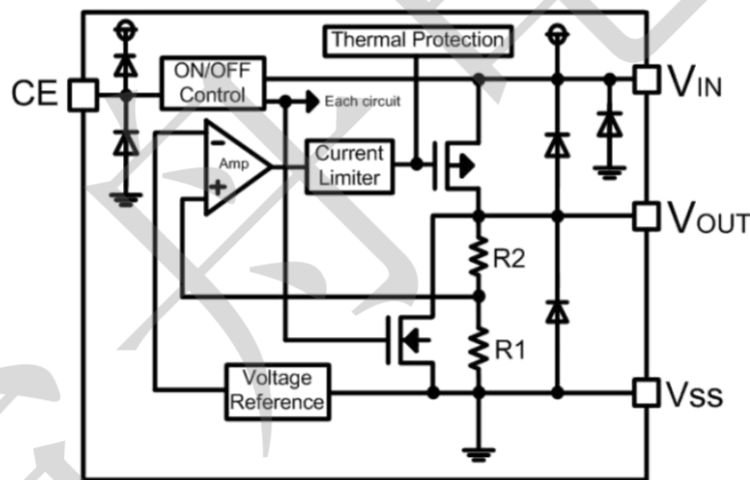 Thermal Protection
CE
ON/OFF
Control
VIN
Each circuit
-
Amp
+
Current
Limiter
VOUT
R2
R1
Voltage
Reference
VSS